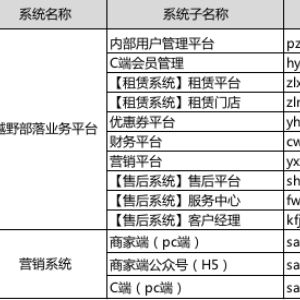 系统名称 系统子名称
内部用户管理平台 pz
C端会员管理 hy
【租赁系统】租赁平台 zlx
【租赁系统】租赁门店 zlm
越野部落业务平台 优惠券平台 yh
财务平台 cw
营销平台 yx
【售后系统】售后平台 sh
【售后系统】服务中心 fw
【售后系统】客户经理 kfj
商家端（pc端） sa
营销系统 商家端公众号（H5） sa
C端（pc端） sa